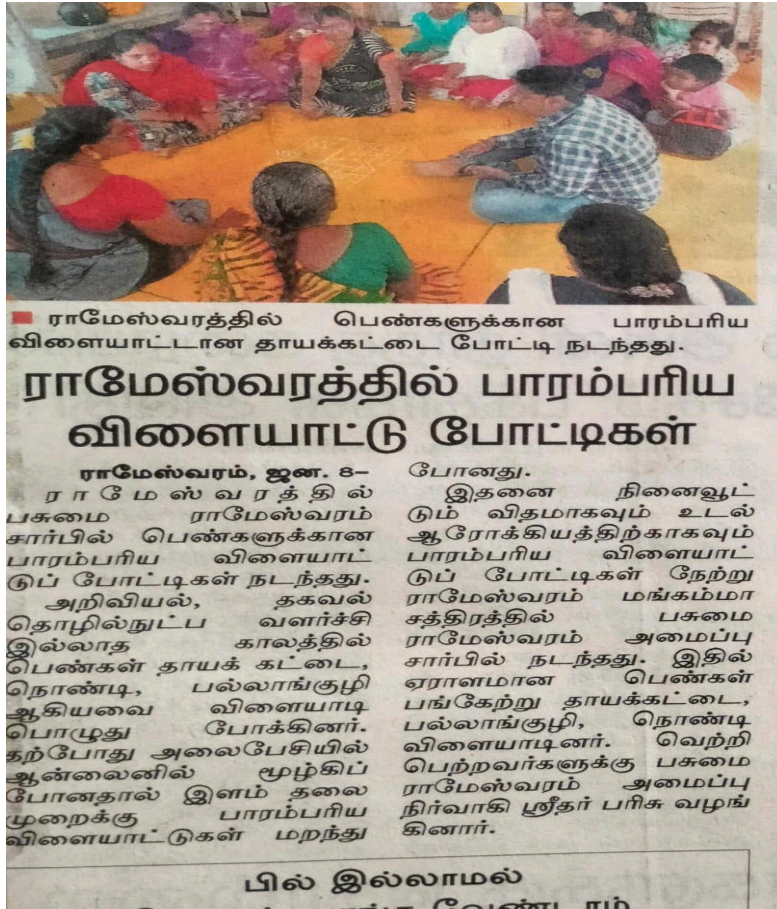 ராமேஸ்வரத்தில் பெண்களுக்கான பாரம்பரிய
விளையாட்டான தாயக்கட்டை போட்டி நடந்தது.
ராமேஸ்வரத்தில் பாரம்பரிய
விளையாட்டு போட்டிகள்
ராமேஸ்வரம், ஜன. 8–
ராமேஸ்வரத்தில்
பசுமை ராமேஸ்வரம்
சார்பில் பெண்களுக்கான
பாரம்பரிய விளையாட்
டுப் போட்டிகள் நடந்தது.
அறிவியல், தகவல்
தொழில்நுட்ப வளர்ச்சி
இல்லாத காலத்தில்
பெண்கள் தாயக் கட்டை,
நொண்டி, பல்லாங்குழி
ஆகியவை விளையாடி
பொழுது போக்கினர்.
தற்போது அலைபேசியில்
ஆன்லைனில் மூழ்கிப்
போனதால் இளம் தலை
முறைக்கு பாரம்பரிய
விளையாட்டுகள் மறந்து
போனது.
இதனை நினைவூட்
டும் விதமாகவும் உடல்
ஆரோக்கியத்திற்காகவும்
பாரம்பரிய விளையாட்
டுப் போட்டிகள் நேற்று
ராமேஸ்வரம் மங்கம்மா
சத்திரத்தில் பசுமை
ராமேஸ்வரம் அமைப்பு
சார்பில் நடந்தது. இதில்
ஏராளமான பெண்கள்
பங்கேற்று தாயக்கட்டை,
பல்லாங்குழி, நொண்டி
விளையாடினர். வெற்றி
பெற்றவர்களுக்கு பசுமை
ராமேஸ்வரம் அமைப்பு
நிர்வாகி ஸ்ரீதர் பரிசு வழங்
கினார்.
பில் இல்லாமல்
வேண்டாம்